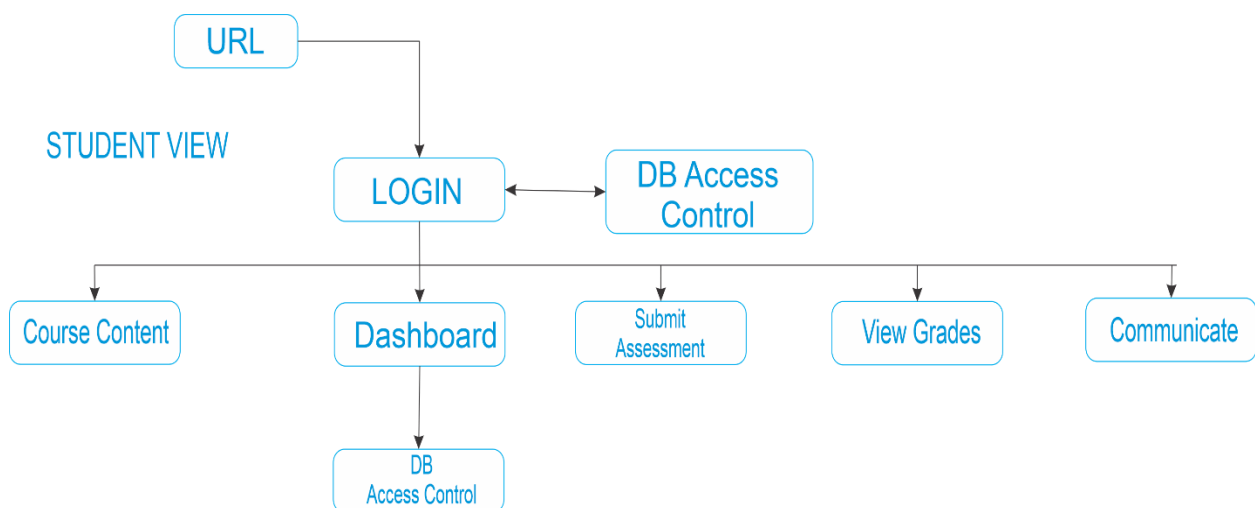 URL
STUDENT VIEW
LOGIN
DB Access
Control
Course Content
Dashboard
Submit
Assessment
View Grades
Communicate
DB
Access Control